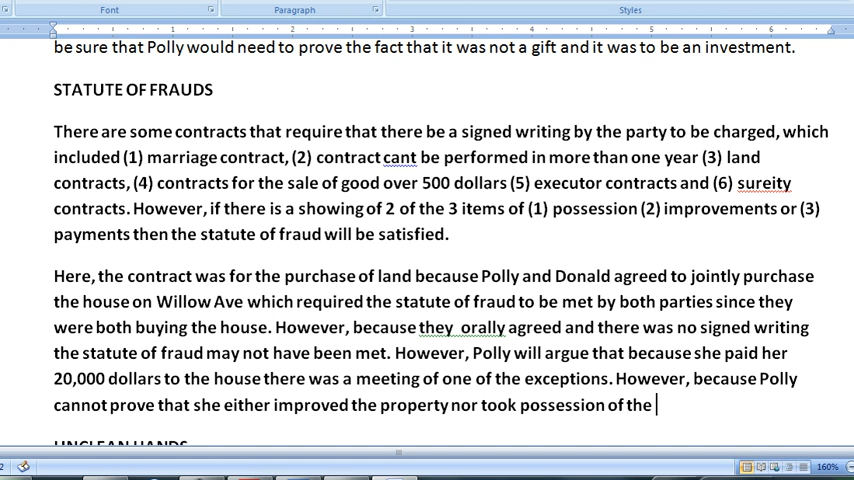 Font Paragraph Styles
1 2 3 4 5 6
be sure that Polly would need to prove the fact that it was not a gift and it was to be an investment.
STATUTE OF FRAUDS
There are some contracts that require that there be a signed writing by the party to be charged, which
included (1) marriage contract, (2) contract cant be performed in more than one year (3) land
contracts, (4) contracts for the sale of good over 500 dollars (5) executor contracts and (6) sureity
contracts. However, if there is a showing of 2 of the 3 items of (1) possession (2) improvements or (3)
payments then the statute of fraud will be satisfied.
Here, the contract was for the purchase of land because Polly and Donald agreed to jointly purchase
the house on Willow Ave which required the statute of fraud to be met by both parties since they
were both buying the house. However, because they  orally agreed and there was no signed writing
the statute of fraud may not have been met. However, Polly will argue that because she paid her
20,000 dollars to the house there was a meeting of one of the exceptions. However, because Polly
cannot prove that she either improved the property nor took possession of the
UNCLEAN HANDS
2 160%